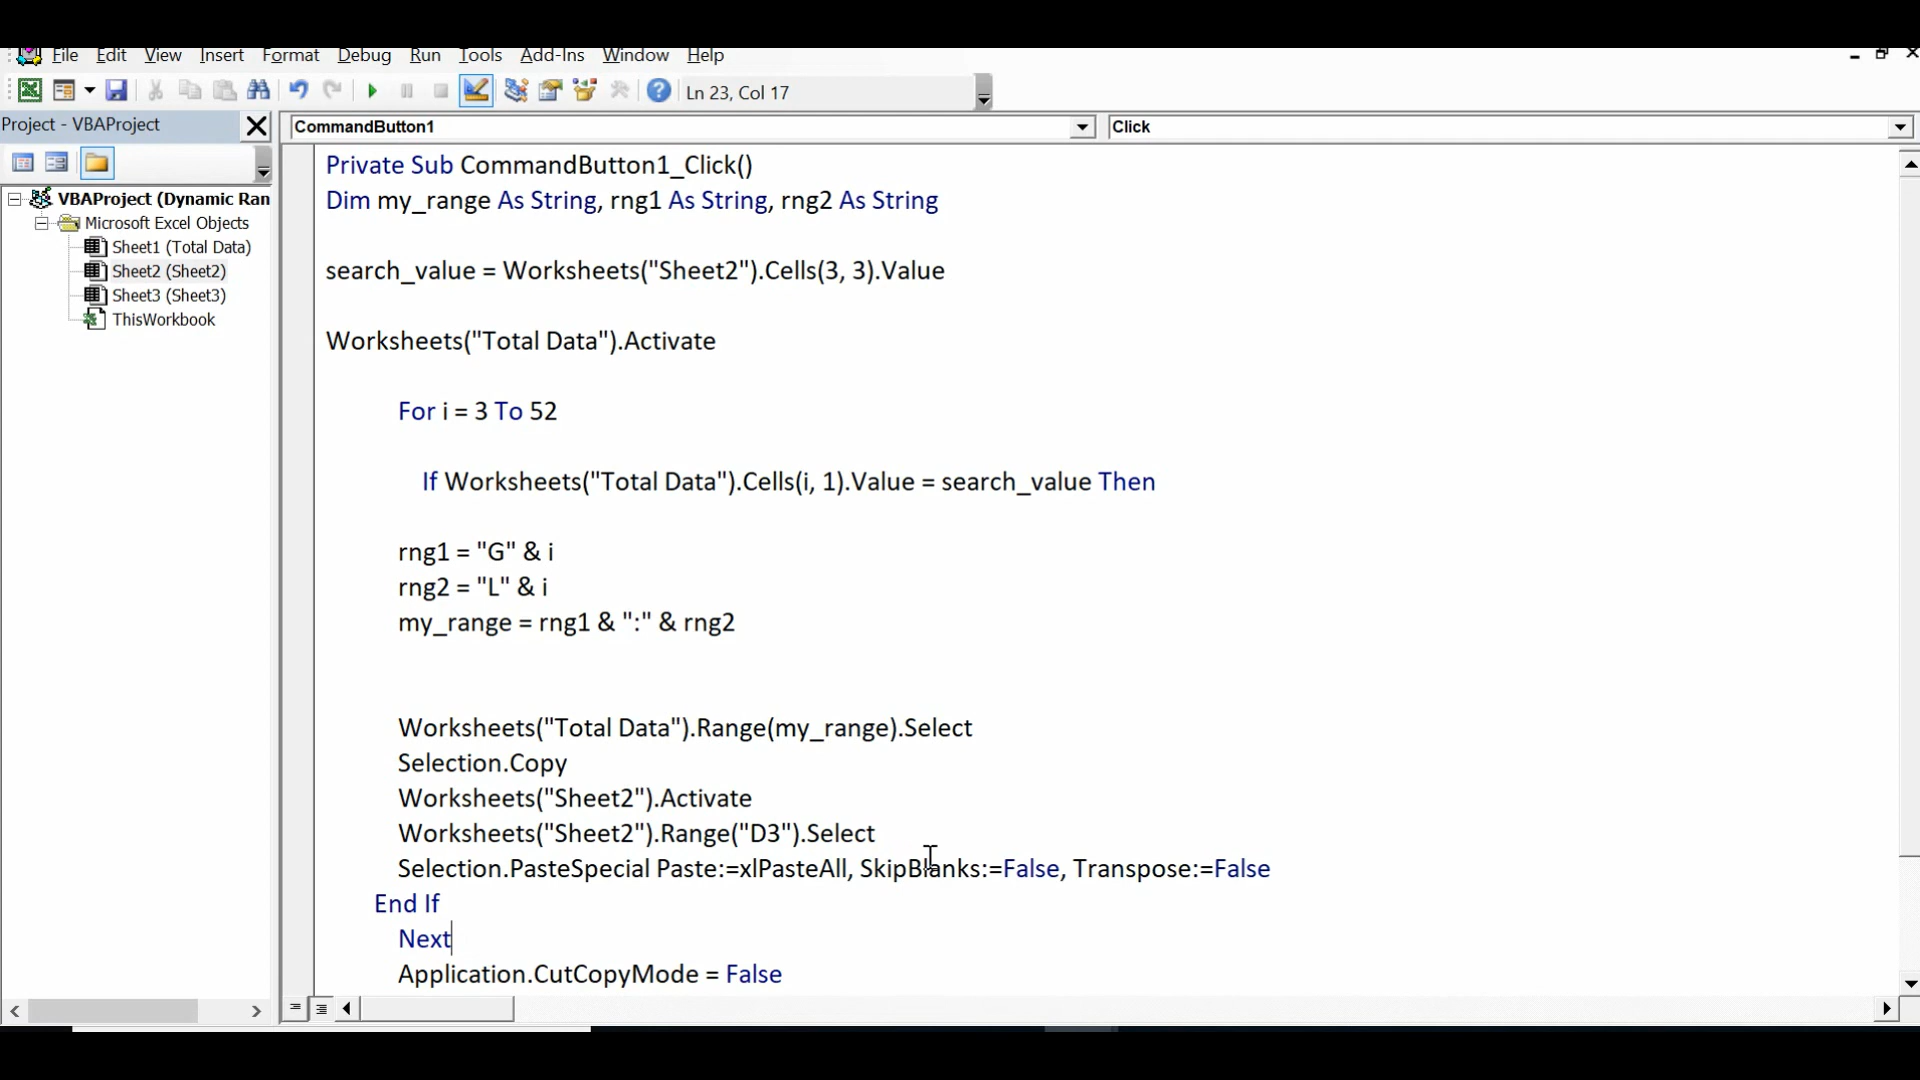 File Edit View Insert Format Debug Run Tools Add-Ins Window Help
Ln 23, Col 17
Project - VBAProject
CommandButton1
Click
VBAProject (Dynamic Ran
Microsoft Excel Objects
Sheet1 (Total Data)
Sheet2 (Sheet2)
Sheet3 (Sheet3)
ThisWorkbook
Private Sub CommandButton1_Click()
Dim my_range As String, rng1 As String, rng2 As String
search_value = Worksheets("Sheet2").Cells(3, 3).Value
Worksheets("Total Data").Activate
For i = 3 To 52
If Worksheets("Total Data").Cells(i, 1).Value = search_value Then
rng1 = "G" & i
rng2 = "L" & i
my_range = rng1 & ":" & rng2
Worksheets("Total Data").Range(my_range).Select
Selection.Copy
Worksheets("Sheet2").Activate
Worksheets("Sheet2").Range("D3").Select
Selection.PasteSpecial Paste:=xlPasteAll, SkipBlanks:=False, Transpose:=False
End If
Next
Application.CutCopyMode = False